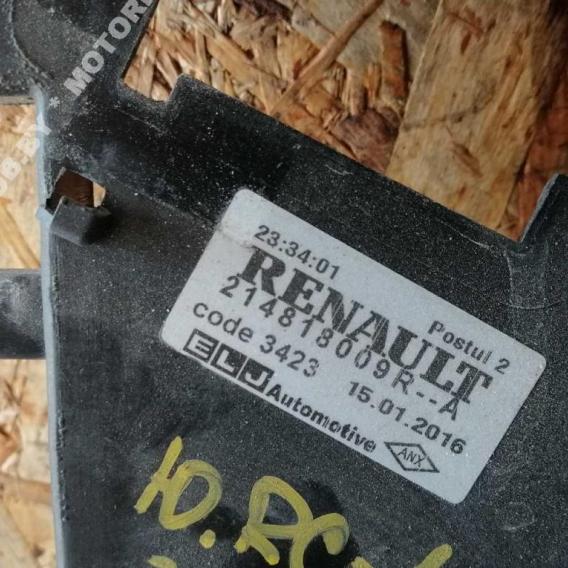 23:34:01 Postul 2
RENAULT
214818009R--A
code 3423 15.01.2016
ELJ Automotive ANX